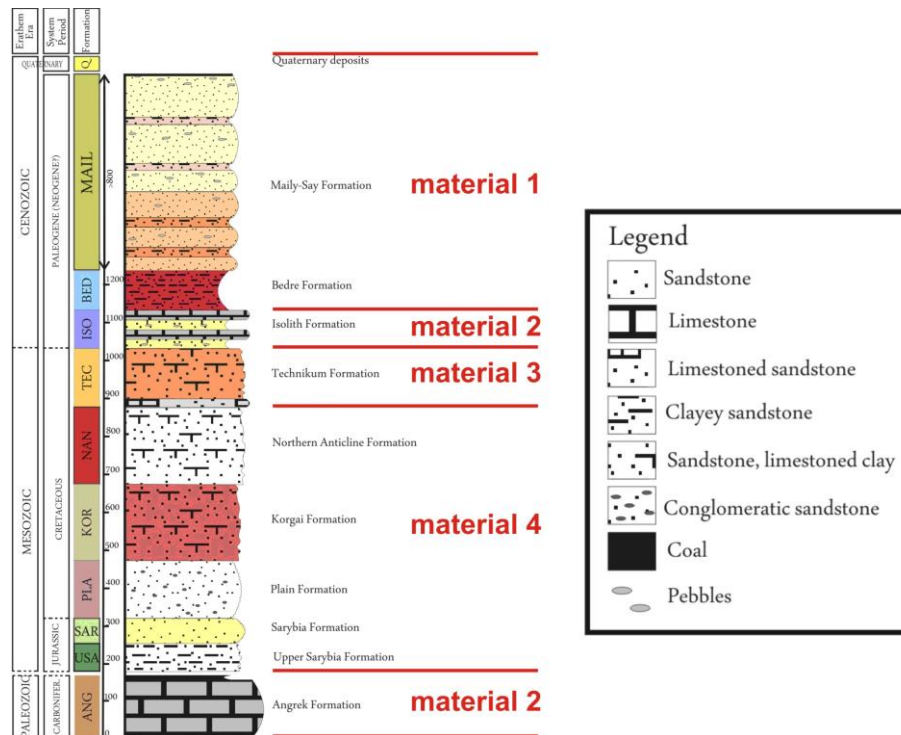 Erathem
Era
System
Period
Formation
QUATERNARY
Q
Quaternary deposits
CENOZOIC
PALEOGENE (NEOGENE?)
MAIL
>800
Maily-Say Formation
material 1
BED
1200
Bedre Formation
1100
ISO
Isolith Formation
material 2
1000
TEC
Technikum Formation
material 3
900
MESOZOIC
CRETACEOUS
NAN
800
Northern Anticline Formation
700
KOR
600
Korgai Formation
material 4
500
PLA
400
Plain Formation
300
JURASSIC
SAR
Sarybia Formation
USA
200
Upper Sarybia Formation
PALEOZOIC
CARBONIFER.
ANG
100
Angrek Formation
material 2
0
Legend
Sandstone
Limestone
Limestoned sandstone
Clayey sandstone
Sandstone, limestoned clay
Conglomeratic sandstone
Coal
Pebbles